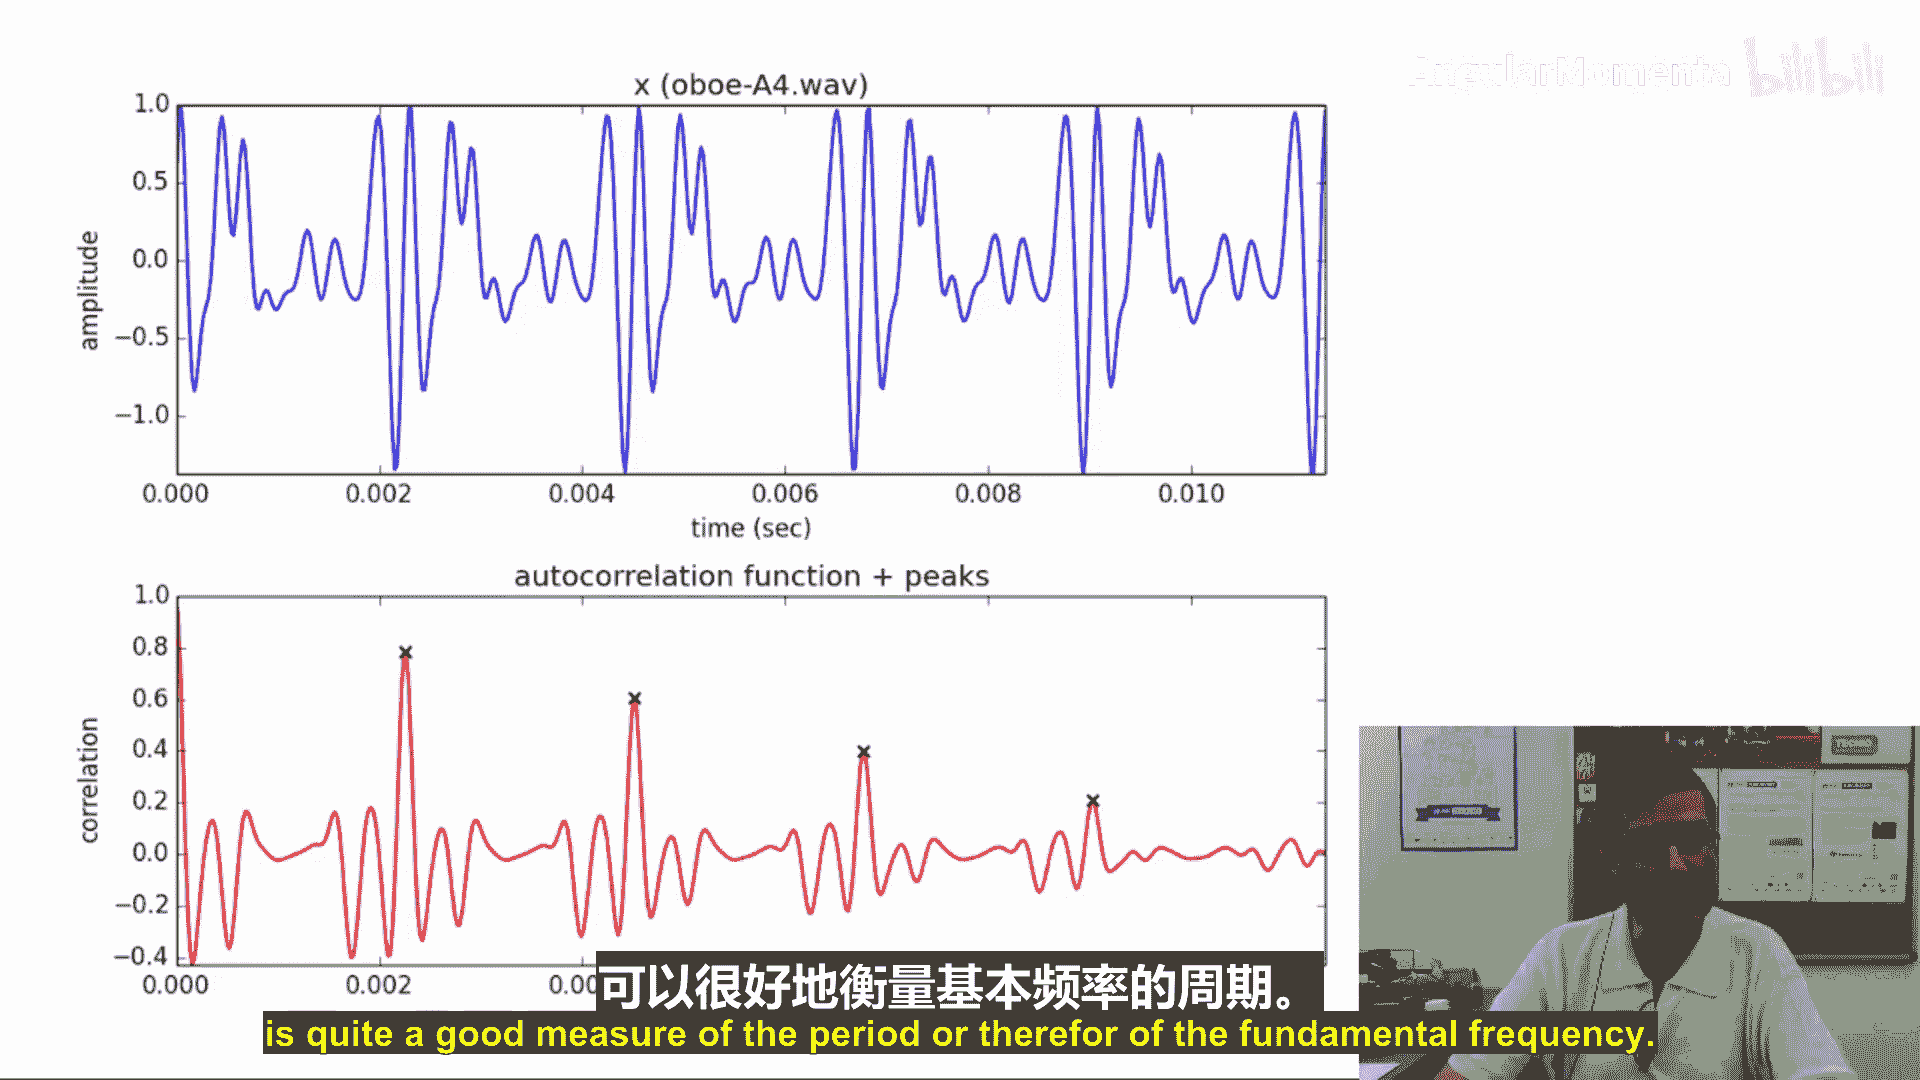 AngularMomenta bilibili
x (oboe-A4.wav)
1.0
0.5
0.0
−0.5
−1.0
amplitude
0.000 0.002 0.004 0.006 0.008 0.010
time (sec)
autocorrelation function + peaks
1.0
0.8
0.6
0.4
0.2
0.0
−0.2
−0.4
correlation
0.000 0.002
可以很好地衡量基本频率的周期。
is quite a good measure of the period or therefor of the fundamental frequency.